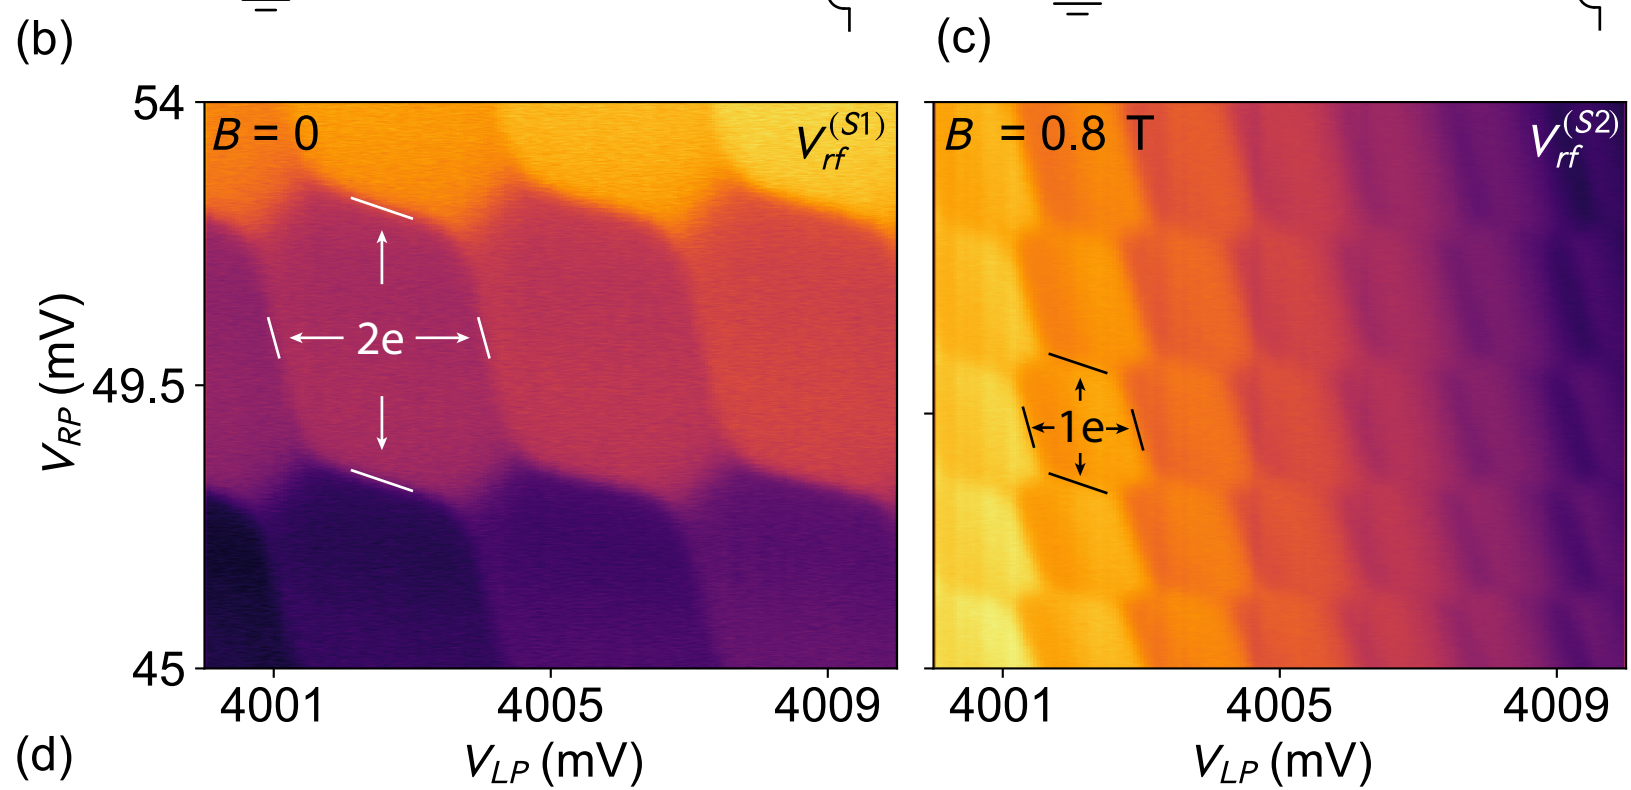 (b)
(c)
54
B = 0
V_rf^(S1)
B = 0.8 T
V_rf^(S2)
2e
1e
V_RP (mV)
49.5
45
4001
4005
4009
4001
4005
4009
V_LP (mV)
V_LP (mV)
(d)